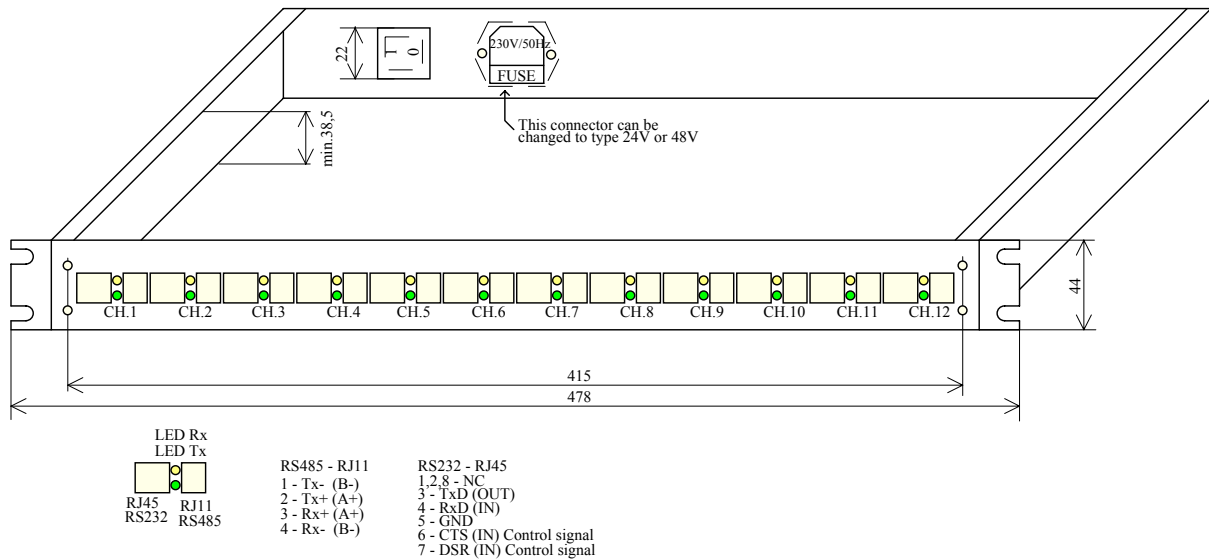 22
0
230V/50Hz
FUSE
This connector can be
changed to type 24V or 48V
min.38,5
CH.1 CH.2 CH.3 CH.4 CH.5 CH.6 CH.7 CH.8 CH.9 CH.10 CH.11 CH.12
44
415
478
LED Rx
LED Tx
RJ45 RJ11
RS232 RS485
RS485 - RJ11
1 - Tx- (B-)
2 - Tx+ (A+)
3 - Rx+ (A+)
4 - Rx- (B-)
RS232 - RJ45
1,2,8 - NC
3 - TxD (OUT)
4 - RxD (IN)
5 - GND
6 - CTS (IN) Control signal
7 - DSR (IN) Control signal